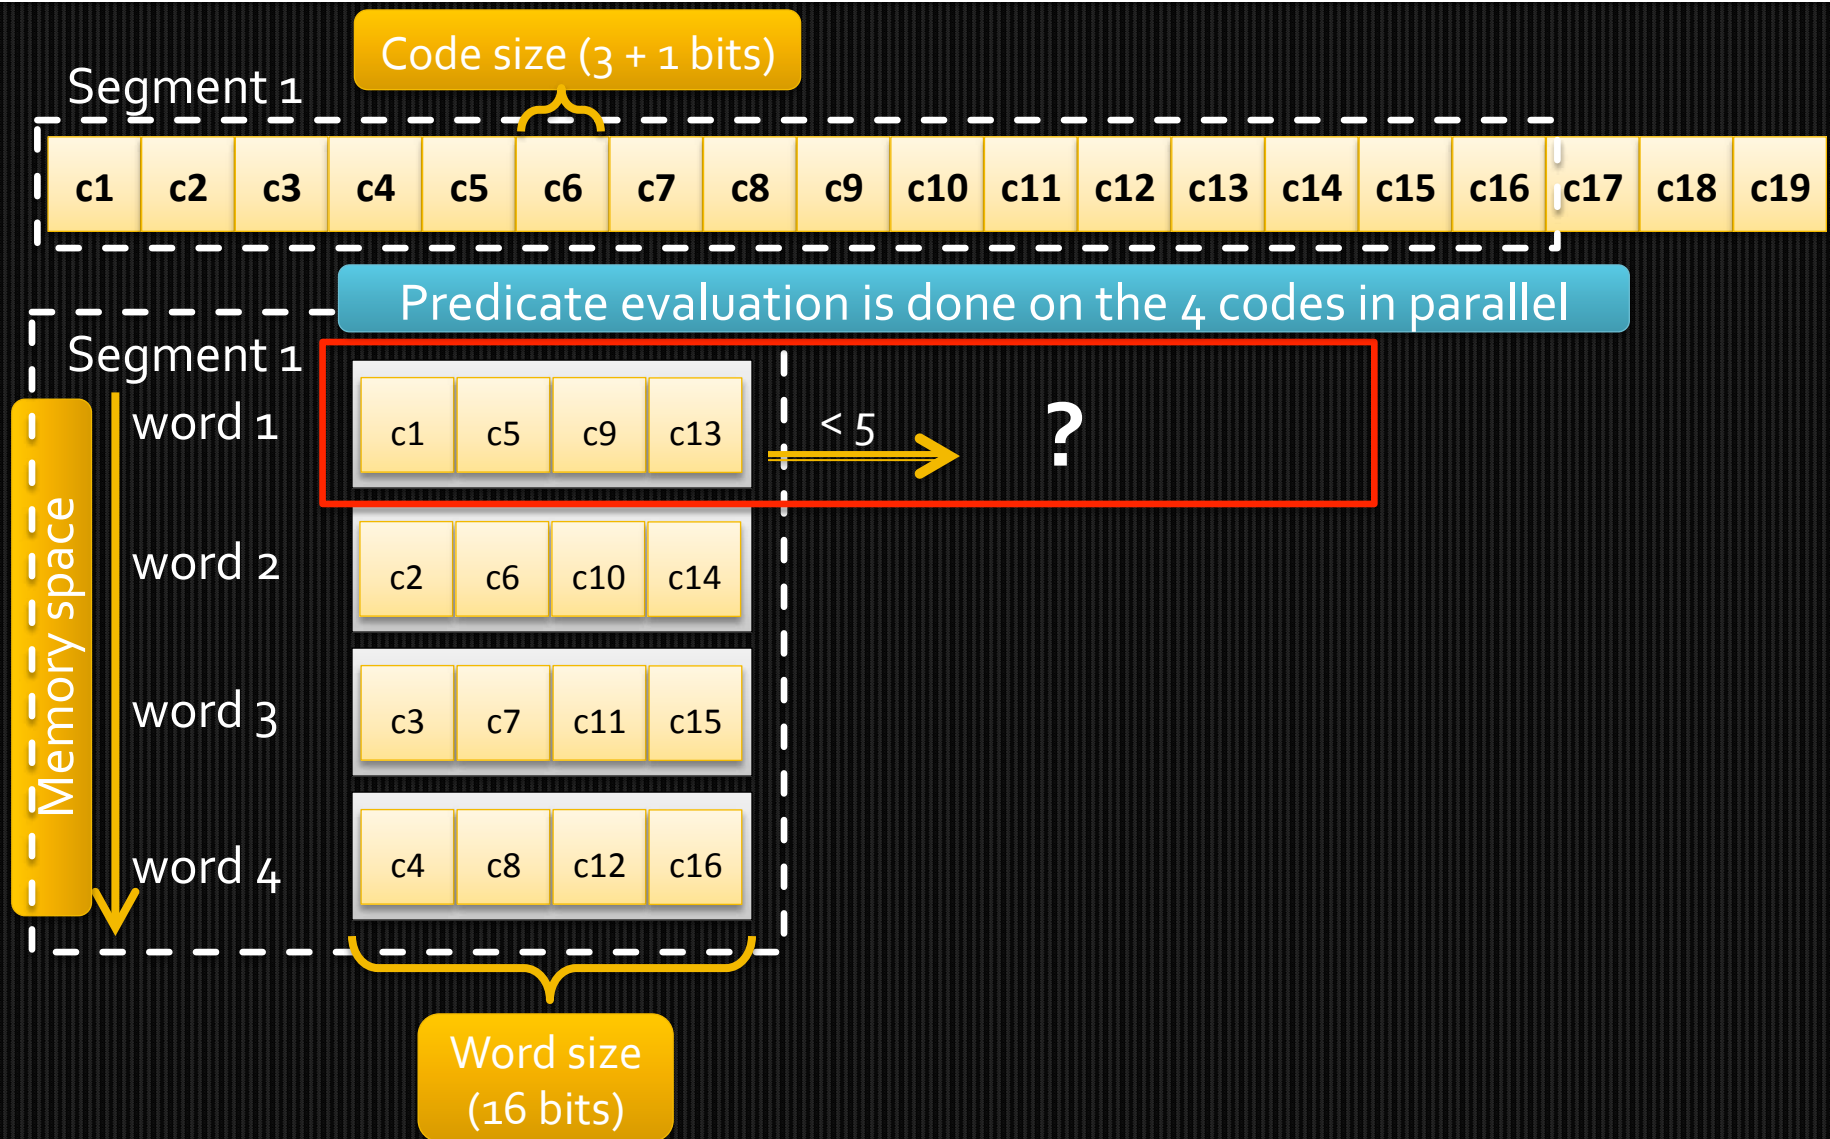 Code size (3 + 1 bits)
Segment 1
c1 c2 c3 c4 c5 c6 c7 c8 c9 c10 c11 c12 c13 c14 c15 c16 c17 c18 c19
Predicate evaluation is done on the 4 codes in parallel
Segment 1
Memory space
word 1 c1 c5 c9 c13 < 5 ?
word 2 c2 c6 c10 c14
word 3 c3 c7 c11 c15
word 4 c4 c8 c12 c16
Word size
(16 bits)